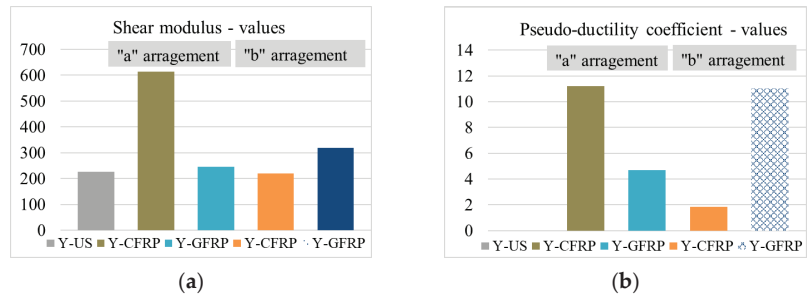 Shear modulus - values
"a" arragement "b" arragement
700
600
500
400
300
200
100
0
Y-US Y-CFRP Y-GFRP Y-CFRP Y-GFRP
(a)
Pseudo-ductility coefficient - values
"a" arragement "b" arragement
14
12
10
8
6
4
2
0
Y-US Y-CFRP Y-GFRP Y-CFRP Y-GFRP
(b)